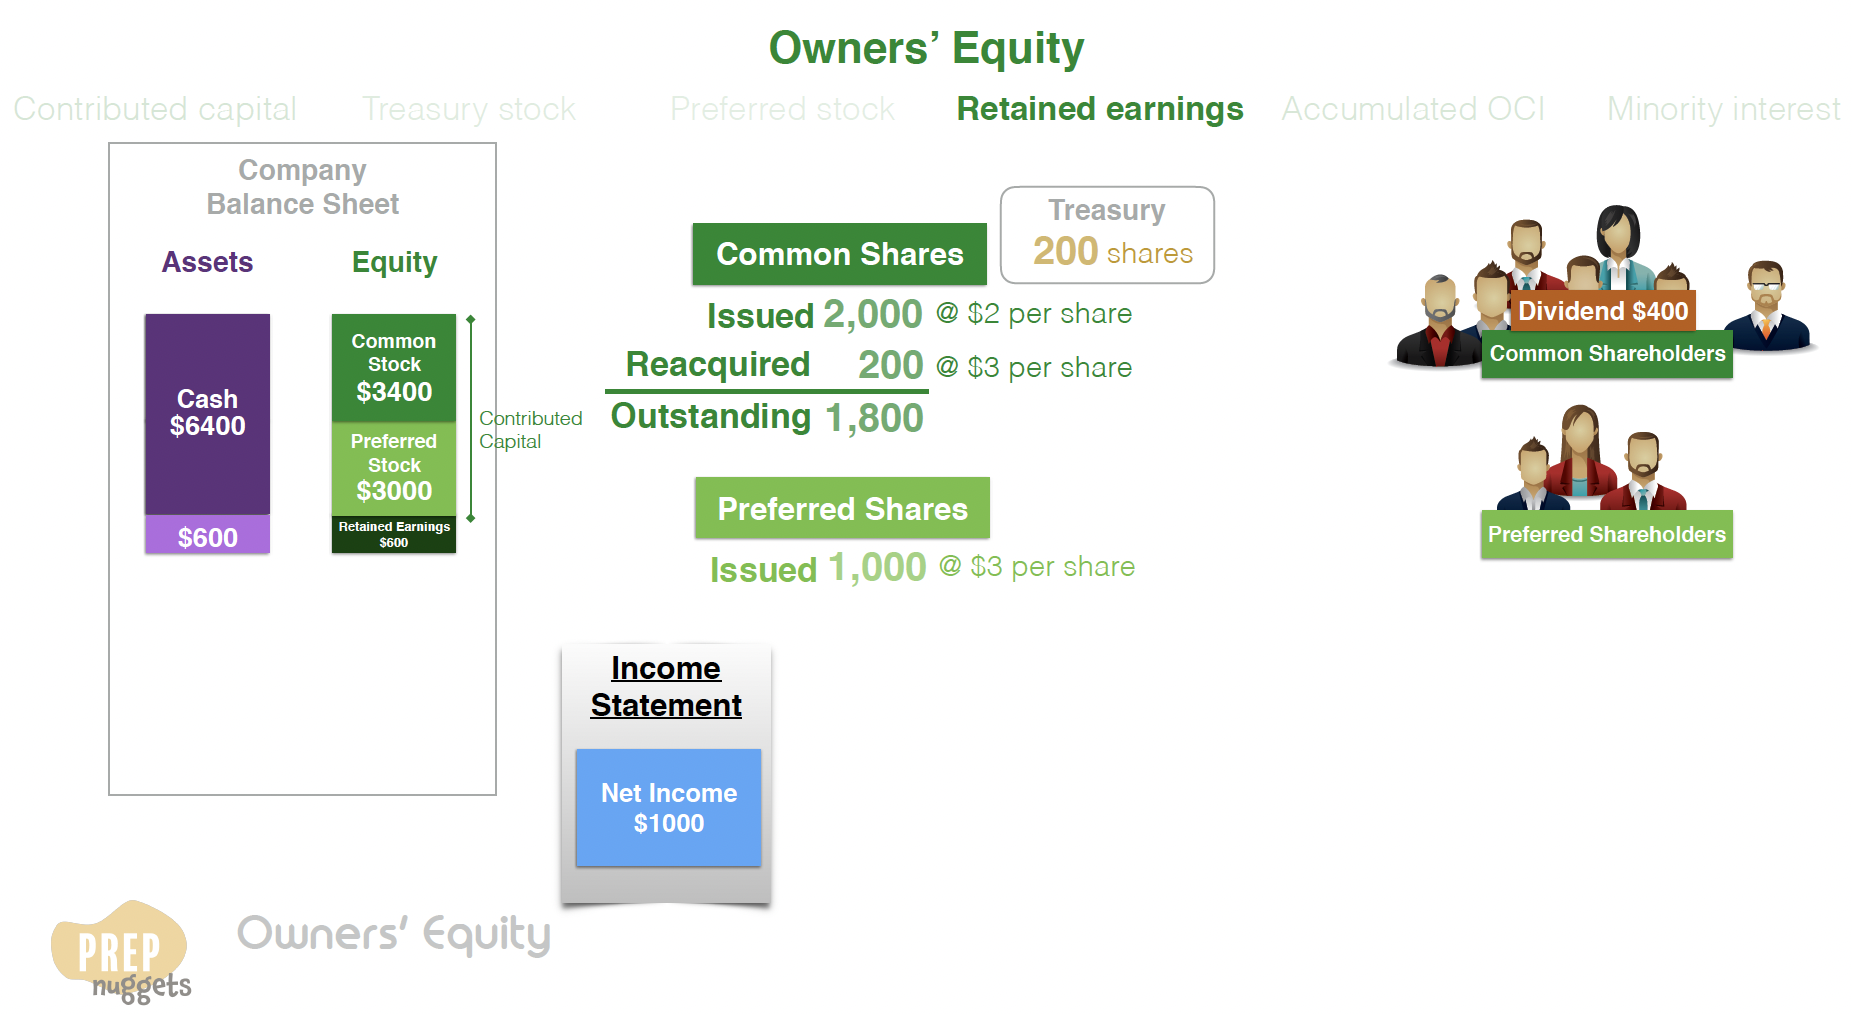 Owners’ Equity
Contributed capital Treasury stock Preferred stock Retained earnings Accumulated OCI Minority interest
Company
Balance Sheet
Assets Equity
Cash
$6400
$600
Common
Stock
$3400
Preferred
Stock
$3000
Retained Earnings
$600
Contributed
Capital
Common Shares
Treasury
200 shares
Issued 2,000 @ $2 per share
Reacquired 200 @ $3 per share
Outstanding 1,800
Preferred Shares
Issued 1,000 @ $3 per share
Dividend $400
Common Shareholders
Preferred Shareholders
Income
Statement
Net Income
$1000
PREP
nuggets
Owners' Equity